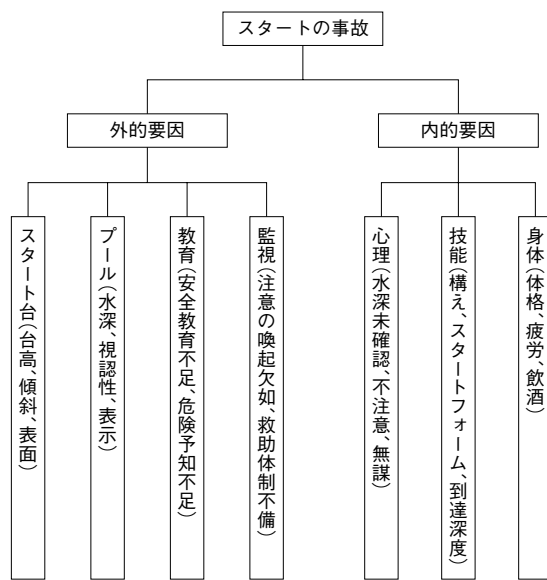 スタートの事故
外的要因
内的要因
スタート台（台高、傾斜、表面）
プール（水深、視認性、表示）
教育（安全教育不足、危険予知不足）
監視（注意の喚起欠如、救助体制不備）
心理（水深未確認、不注意、無謀）
技能（構え、スタートフォーム、到達深度）
身体（体格、疲労、飲酒）